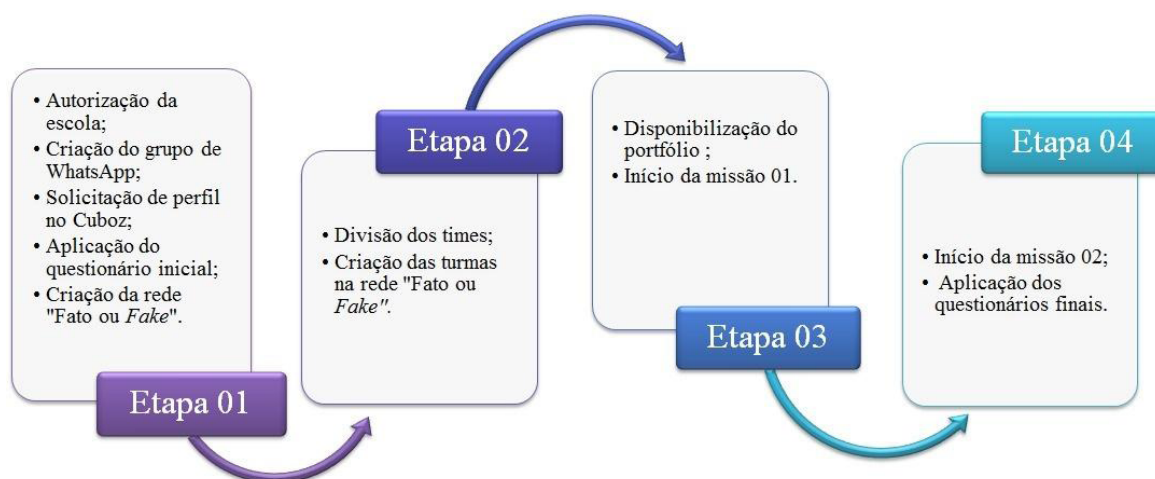 • Autorização da
escola;
• Criação do grupo de
WhatsApp;
• Solicitação de perfil
no Cuboz;
• Aplicação do
questionário inicial;
• Criação da rede
"Fato ou Fake".
Etapa 01
Etapa 02
• Divisão dos times;
• Criação das turmas
na rede "Fato ou
Fake".
• Disponibilização do
portfólio ;
• Início da missão 01.
Etapa 03
Etapa 04
• Início da missão 02;
• Aplicação dos
questionários finais.